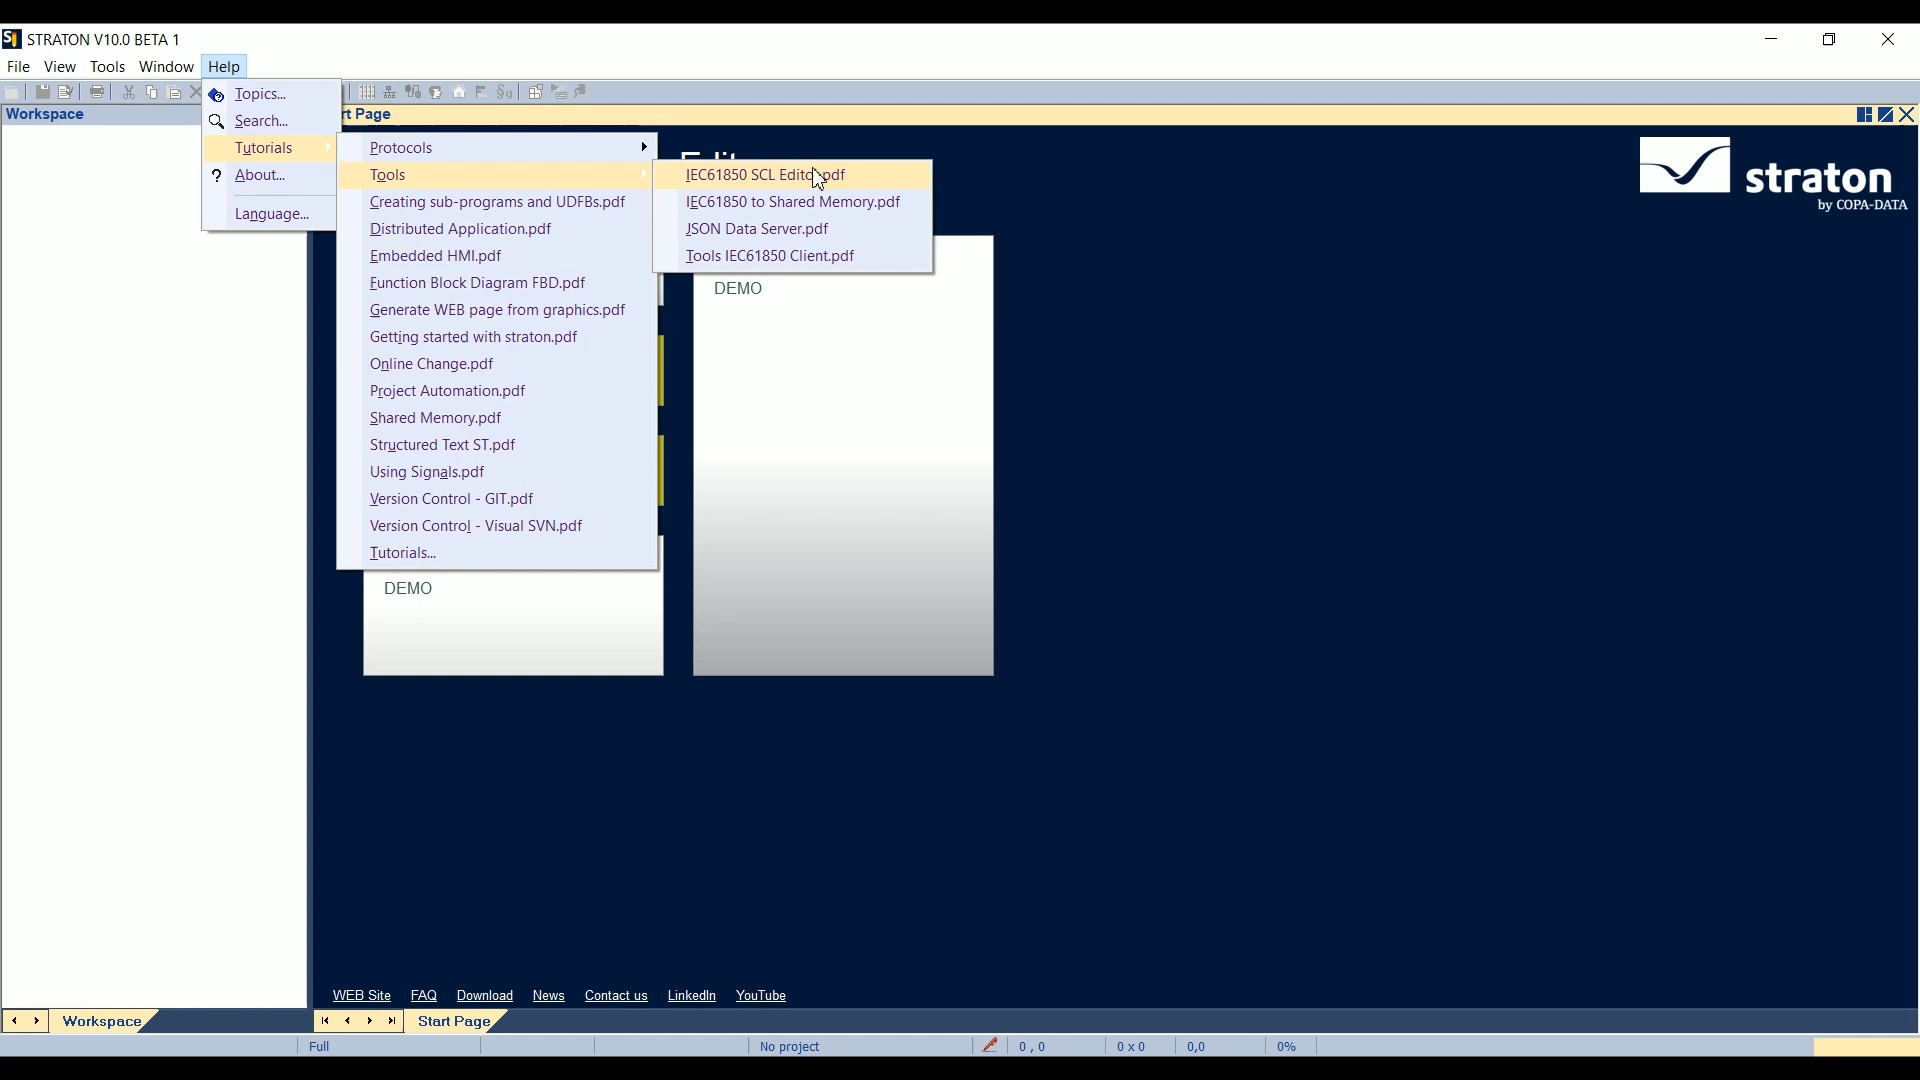 STRATON V10.0 BETA 1
File View Tools Window Help
Workspace
rt Page
Topics...
Search...
Tutorials
About...
Language...
Protocols
Tools
Creating sub-programs and UDFBs.pdf
Distributed Application.pdf
Embedded HMI.pdf
Function Block Diagram FBD.pdf
Generate WEB page from graphics.pdf
Getting started with straton.pdf
Online Change.pdf
Project Automation.pdf
Shared Memory.pdf
Structured Text ST.pdf
Using Signals.pdf
Version Control - GIT.pdf
Version Control - Visual SVN.pdf
Tutorials...
IEC61850 SCL Editor.pdf
IEC61850 to Shared Memory.pdf
JSON Data Server.pdf
Tools IEC61850 Client.pdf
straton
by COPA-DATA
DEMO
DEMO
WEB Site FAQ Download News Contact us LinkedIn YouTube
Workspace Start Page
Full No project 0 , 0 0 x 0 0,0 0%